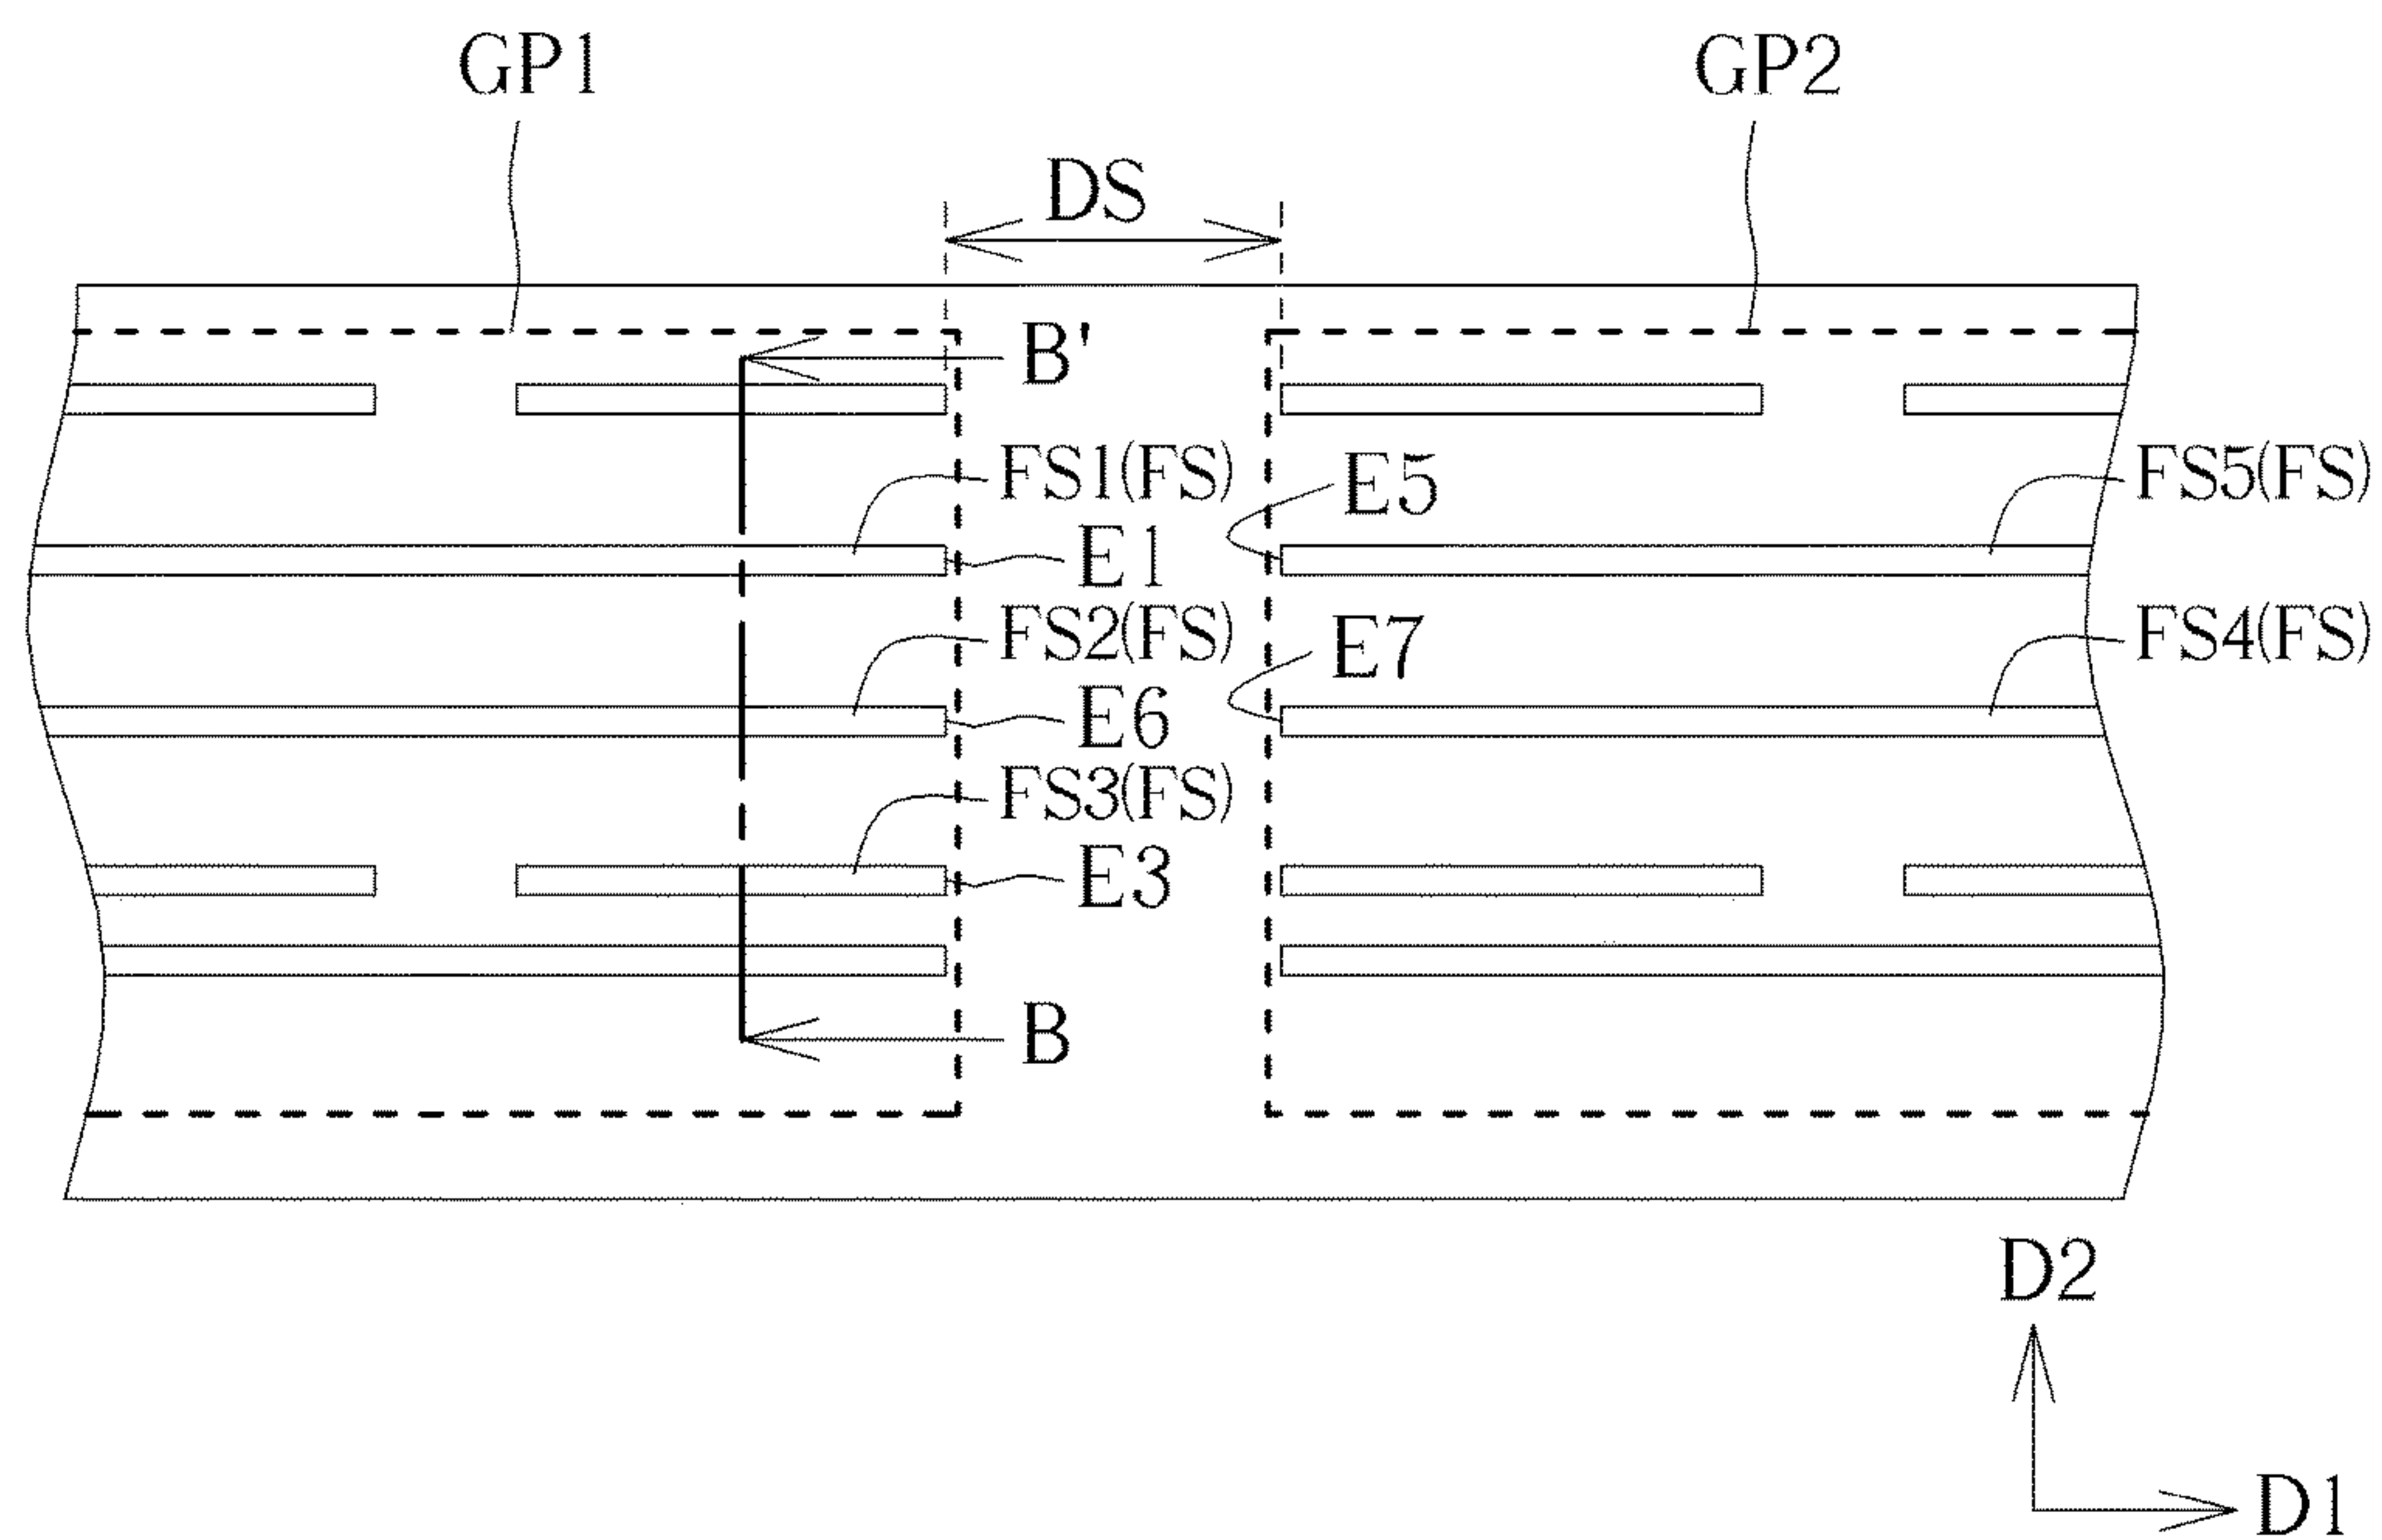 GP1 GP2
DS
B'
FS1(FS) E5 FS5(FS)
E1
FS2(FS) E7 FS4(FS)
E6
FS3(FS)
E3
B
D2
D1